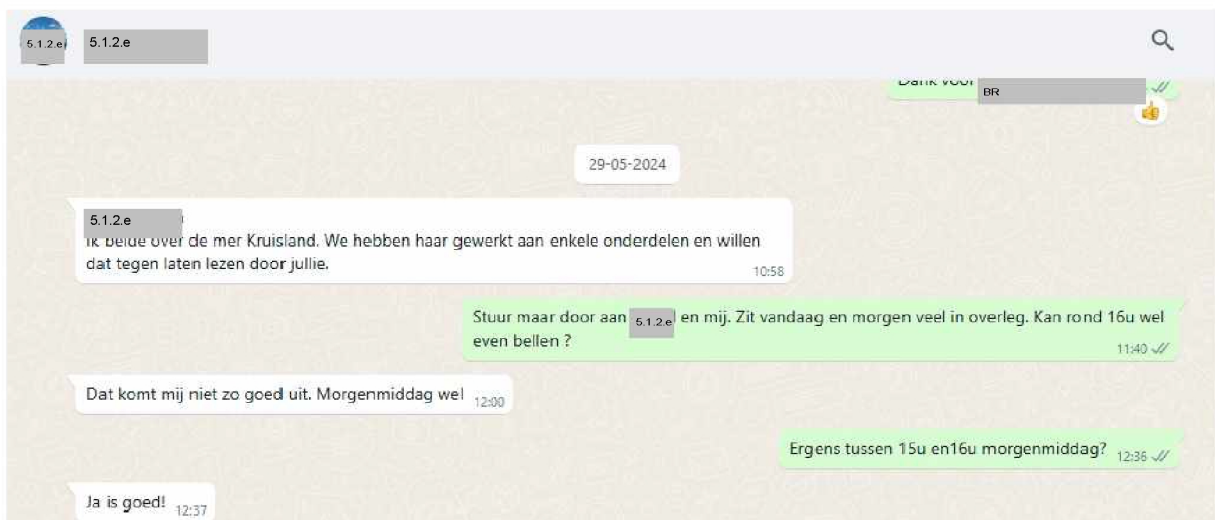 5.1.2.e 5.1.2.e
Dank voor BR
29-05-2024
5.1.2.e
Ik belde over de mer Kruisland. We hebben haar gewerkt aan enkele onderdelen en willen
dat tegen laten lezen door jullie. 10:58
Stuur maar door aan 5.1.2.e en mij. Zit vandaag en morgen veel in overleg. Kan rond 16u wel
even bellen ? 11:40
Dat komt mij niet zo goed uit. Morgenmiddag wel 12:00
Ergens tussen 15u en16u morgenmiddag? 12:36
Ja is goed! 12:37